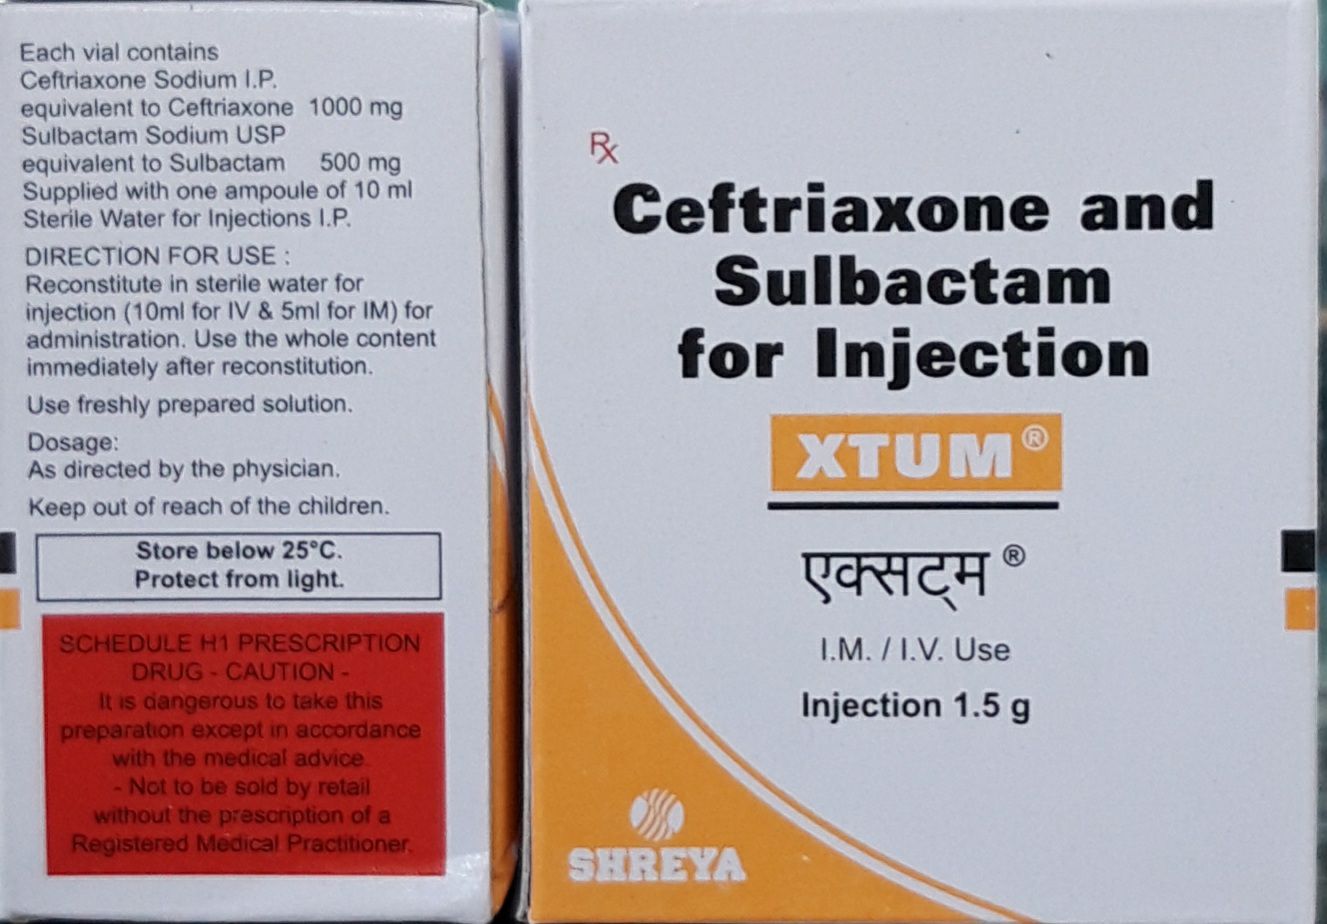 Each vial contains
Ceftriaxone Sodium I.P.
equivalent to Ceftriaxone 1000 mg
Sulbactam Sodium USP
equivalent to Sulbactam 500 mg
Supplied with one ampoule of 10 ml
Sterile Water for Injections I.P.
DIRECTION FOR USE :
Reconstitute in sterile water for
injection (10ml for IV & 5ml for IM) for
administration. Use the whole content
immediately after reconstitution.
Use freshly prepared solution.
Dosage:
As directed by the physician.
Keep out of reach of the children.
Store below 25°C.
Protect from light.
SCHEDULE H1 PRESCRIPTION
DRUG - CAUTION -
It is dangerous to take this
preparation except in accordance
with the medical advice.
- Not to be sold by retail
without the prescription of a
Registered Medical Practitioner.
Rx
Ceftriaxone and
Sulbactam
for Injection
XTUM®
एक्सट्म®
I.M. / I.V. Use
Injection 1.5 g
SHREYA